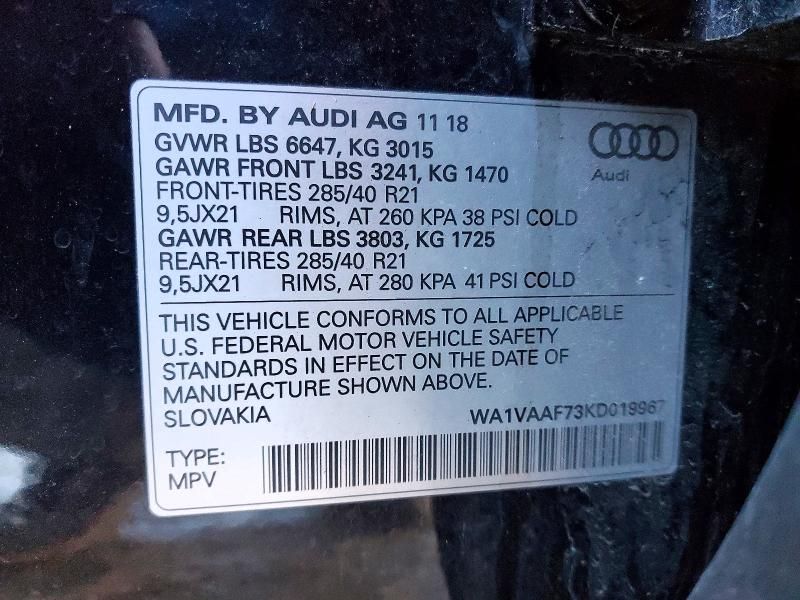 MFD. BY AUDI AG 11 18
GVWR LBS 6647, KG 3015
GAWR FRONT LBS 3241, KG 1470
FRONT-TIRES 285/40 R21
9,5JX21 RIMS, AT 260 KPA 38 PSI COLD
GAWR REAR LBS 3803, KG 1725
REAR-TIRES 285/40 R21
9,5JX21 RIMS, AT 280 KPA 41 PSI COLD
Audi
THIS VEHICLE CONFORMS TO ALL APPLICABLE
U.S. FEDERAL MOTOR VEHICLE SAFETY
STANDARDS IN EFFECT ON THE DATE OF
MANUFACTURE SHOWN ABOVE.
SLOVAKIA WA1VAAF73KD019967
TYPE:
MPV